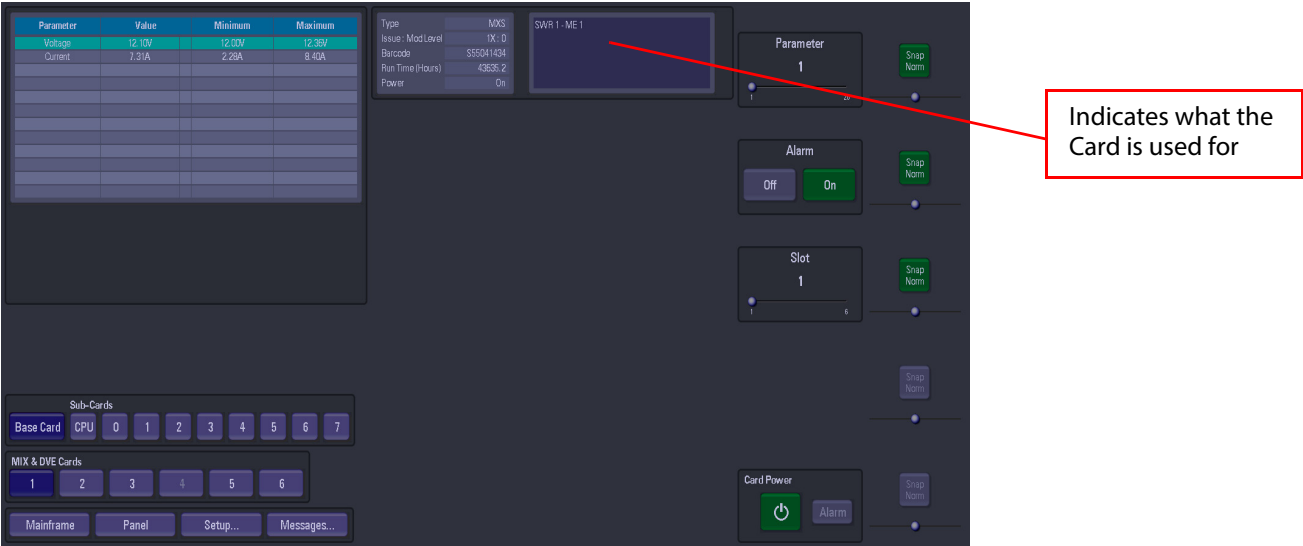 Parameter Value Minimum Maximum
Voltage 12.10V 12.00V 12.36V
Current 7.31A 2.28A 8.40A
Type MXS
Issue : Mod Level 1X : 0
Barcode S55041434
Run Time (Hours) 43635.2
Power On
SWR 1 - ME 1
Parameter
1
1 20
Snap
Norm
Indicates what the
Card is used for
Alarm
Off On
Snap
Norm
Slot
1
1 6
Snap
Norm
Snap
Norm
Sub-Cards
Base Card CPU 0 1 2 3 4 5 6 7
MIX & DVE Cards
1 2 3 4 5 6
Mainframe Panel Setup... Messages...
Card Power
Alarm
Snap
Norm